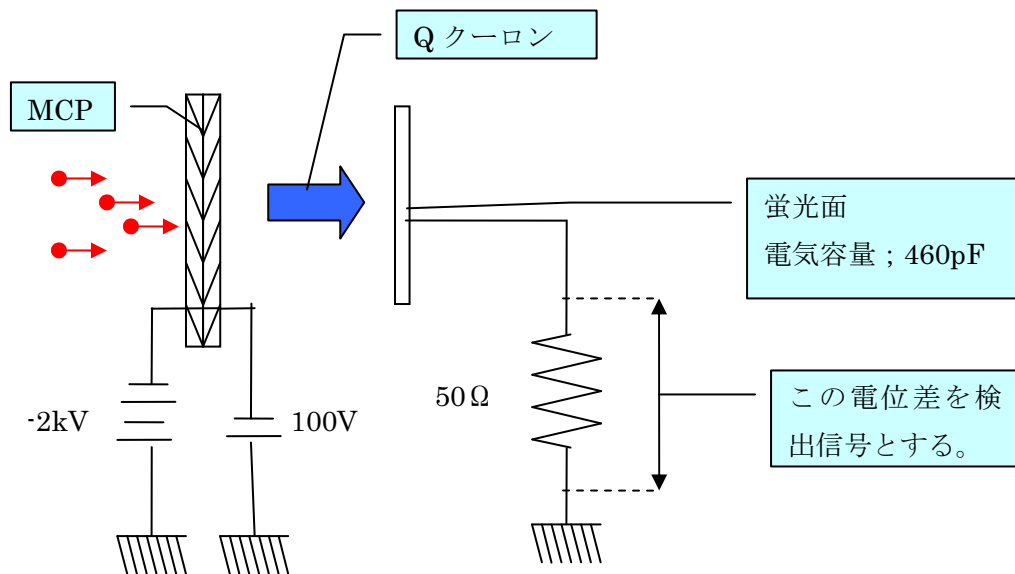 Q クーロン
MCP
蛍光面
電気容量；460pF
-2kV
100V
50Ω
この電位差を検
出信号とする。